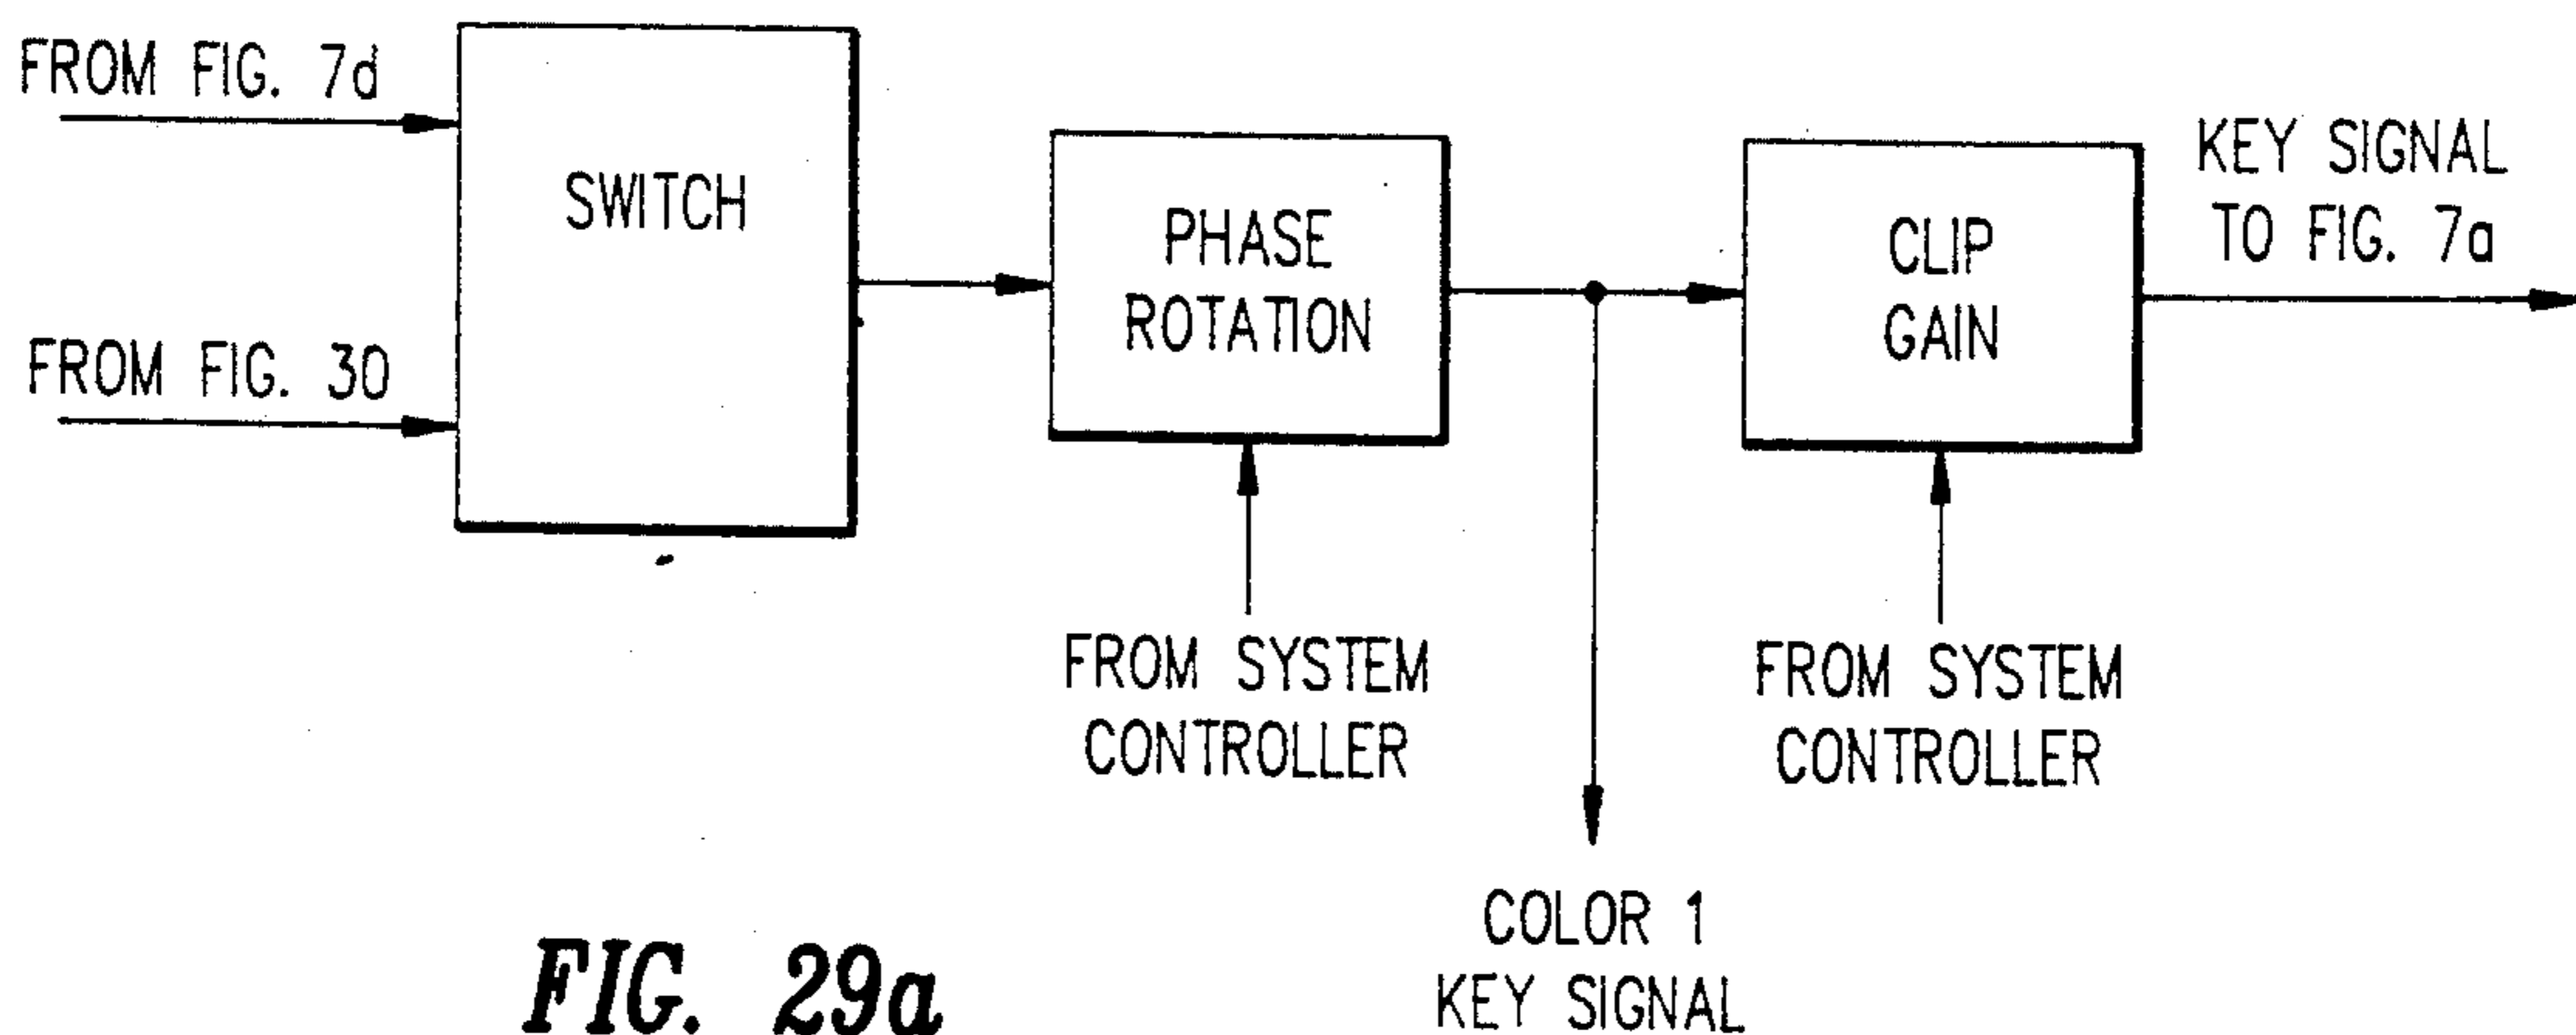 FROM FIG. 7d
SWITCH
FROM FIG. 30
PHASE
ROTATION
CLIP
GAIN
KEY SIGNAL
TO FIG. 7a
FROM SYSTEM
CONTROLLER
FROM SYSTEM
CONTROLLER
COLOR 1
KEY SIGNAL
FIG. 29a